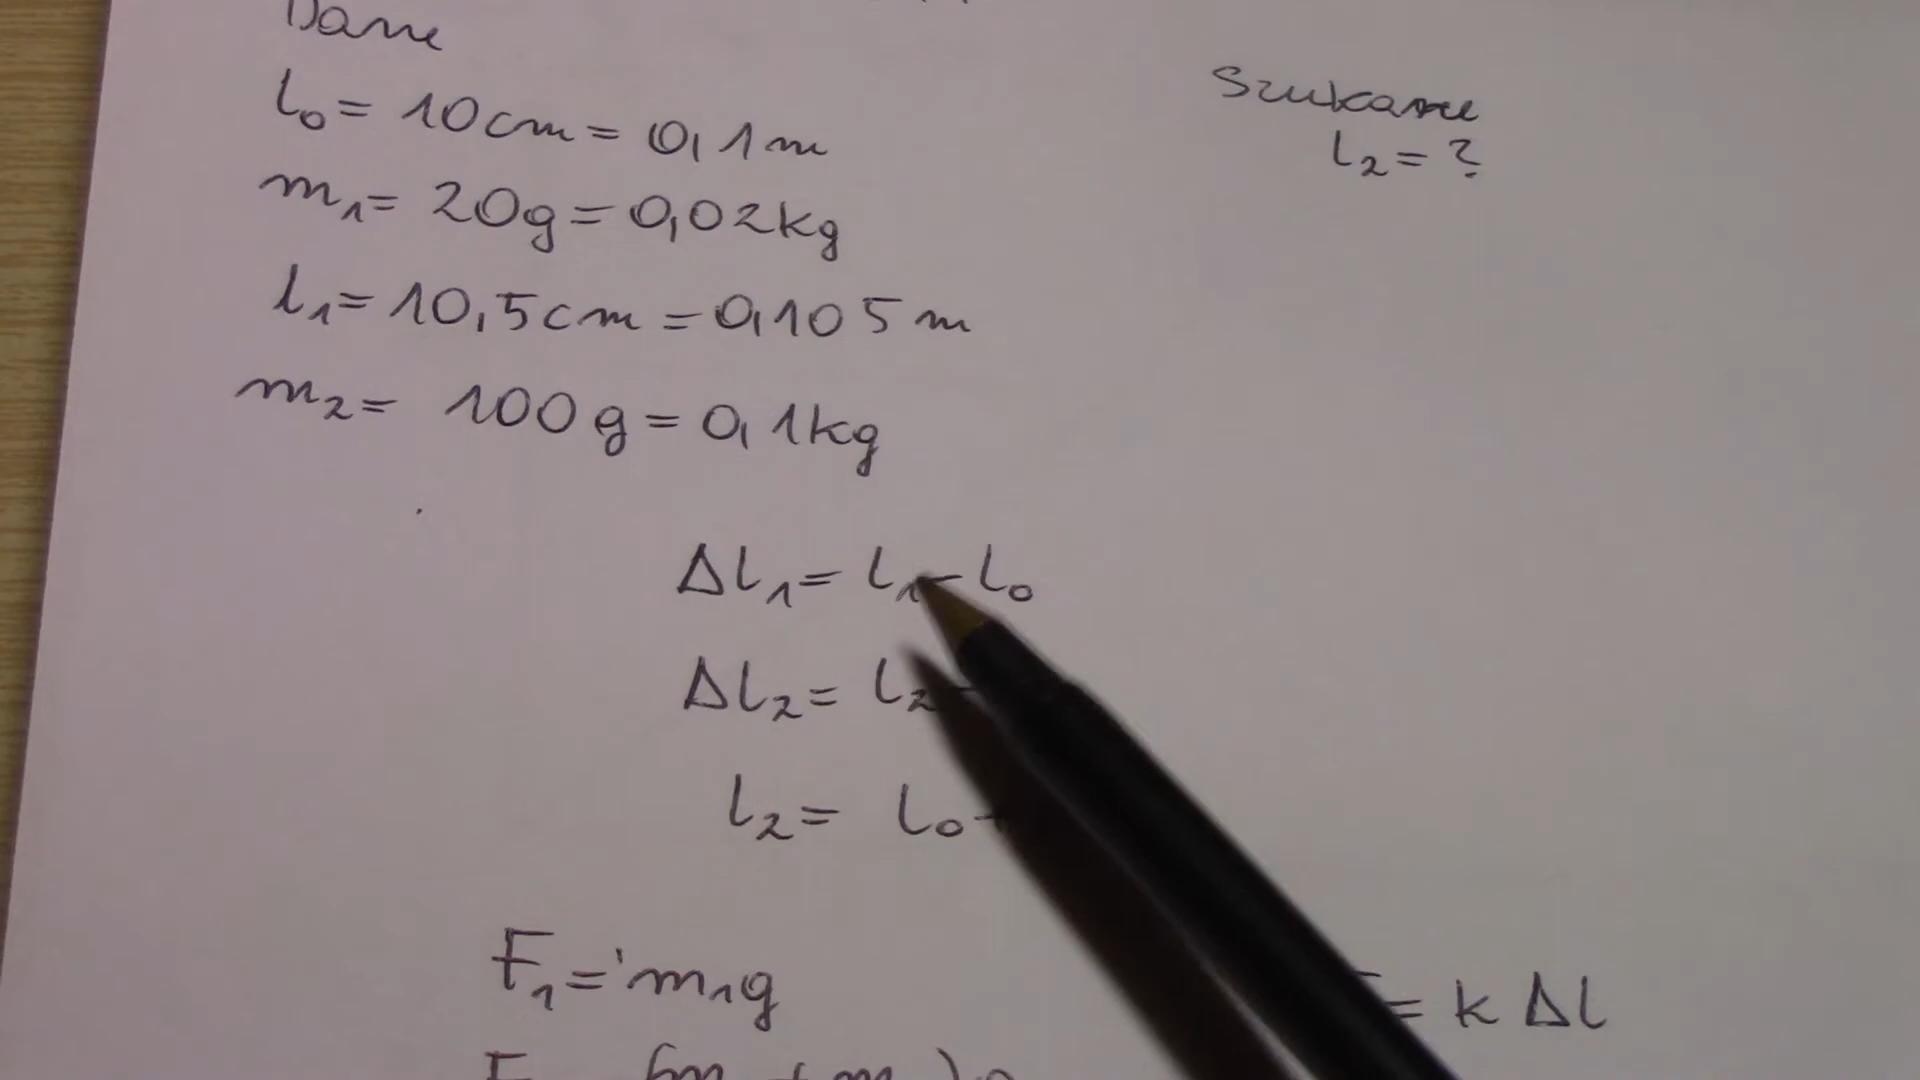 Dane
l₀ = 10cm = 0,1m
m₁ = 20g = 0,02kg
l₁ = 10,5cm = 0,105m
m₂ = 100g = 0,1kg
Szukane
l₂ = ?
Δl₁ = l₁ - l₀
Δl₂ = l₂ -
l₂ = l₀ +
F₁ = m₁g
= k Δl